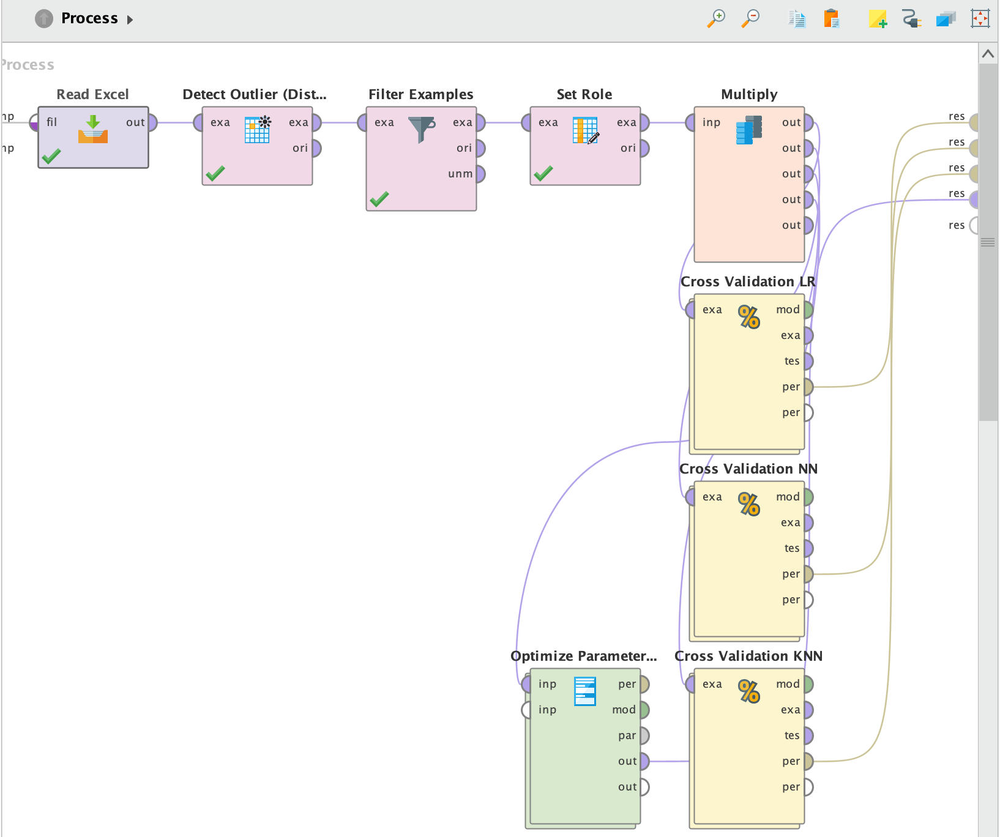 Process
Process
Read Excel
Detect Outlier (Dist...
Filter Examples
Set Role
Multiply
np
fil
out
exa
exa
exa
exa
exa
exa
inp
out
res
np
ori
ori
ori
out
res
unm
out
res
out
res
out
res
Cross Validation LR
exa
mod
exa
tes
per
per
Cross Validation NN
exa
mod
exa
tes
per
per
Optimize Parameter...
Cross Validation KNN
inp
per
exa
mod
inp
mod
exa
par
tes
out
per
out
per